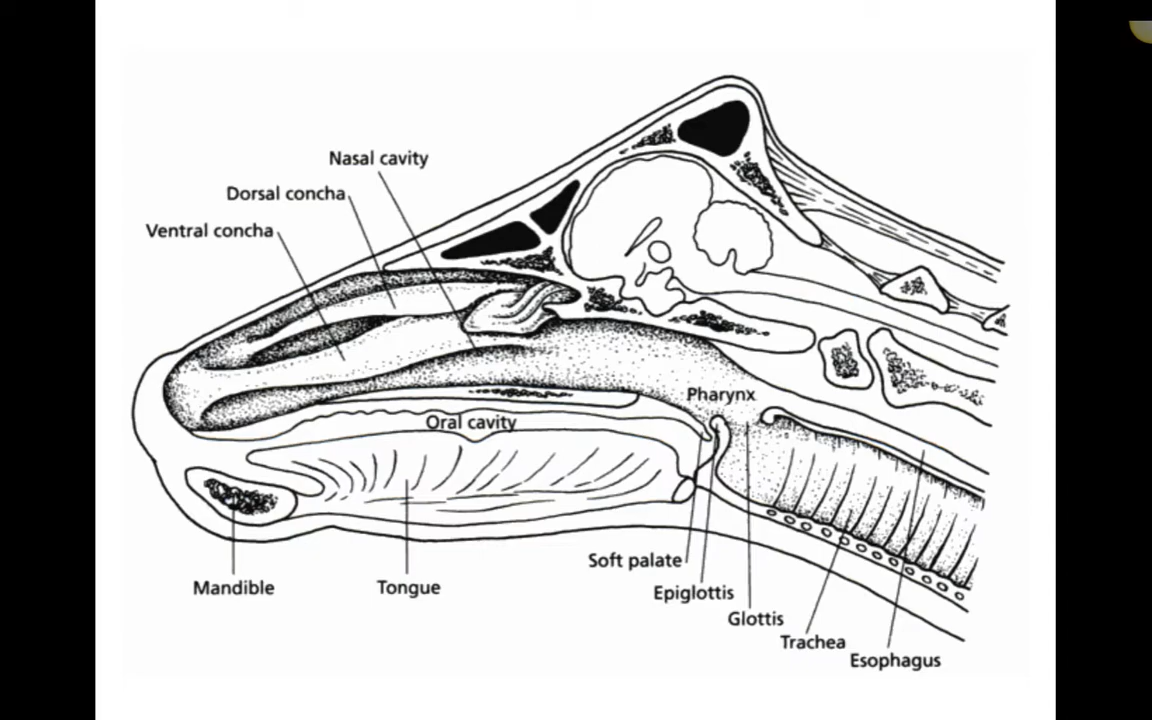 Nasal cavity
Dorsal concha
Ventral concha
Pharynx
Oral cavity
Soft palate
Mandible
Tongue
Epiglottis
Glottis
Trachea
Esophagus